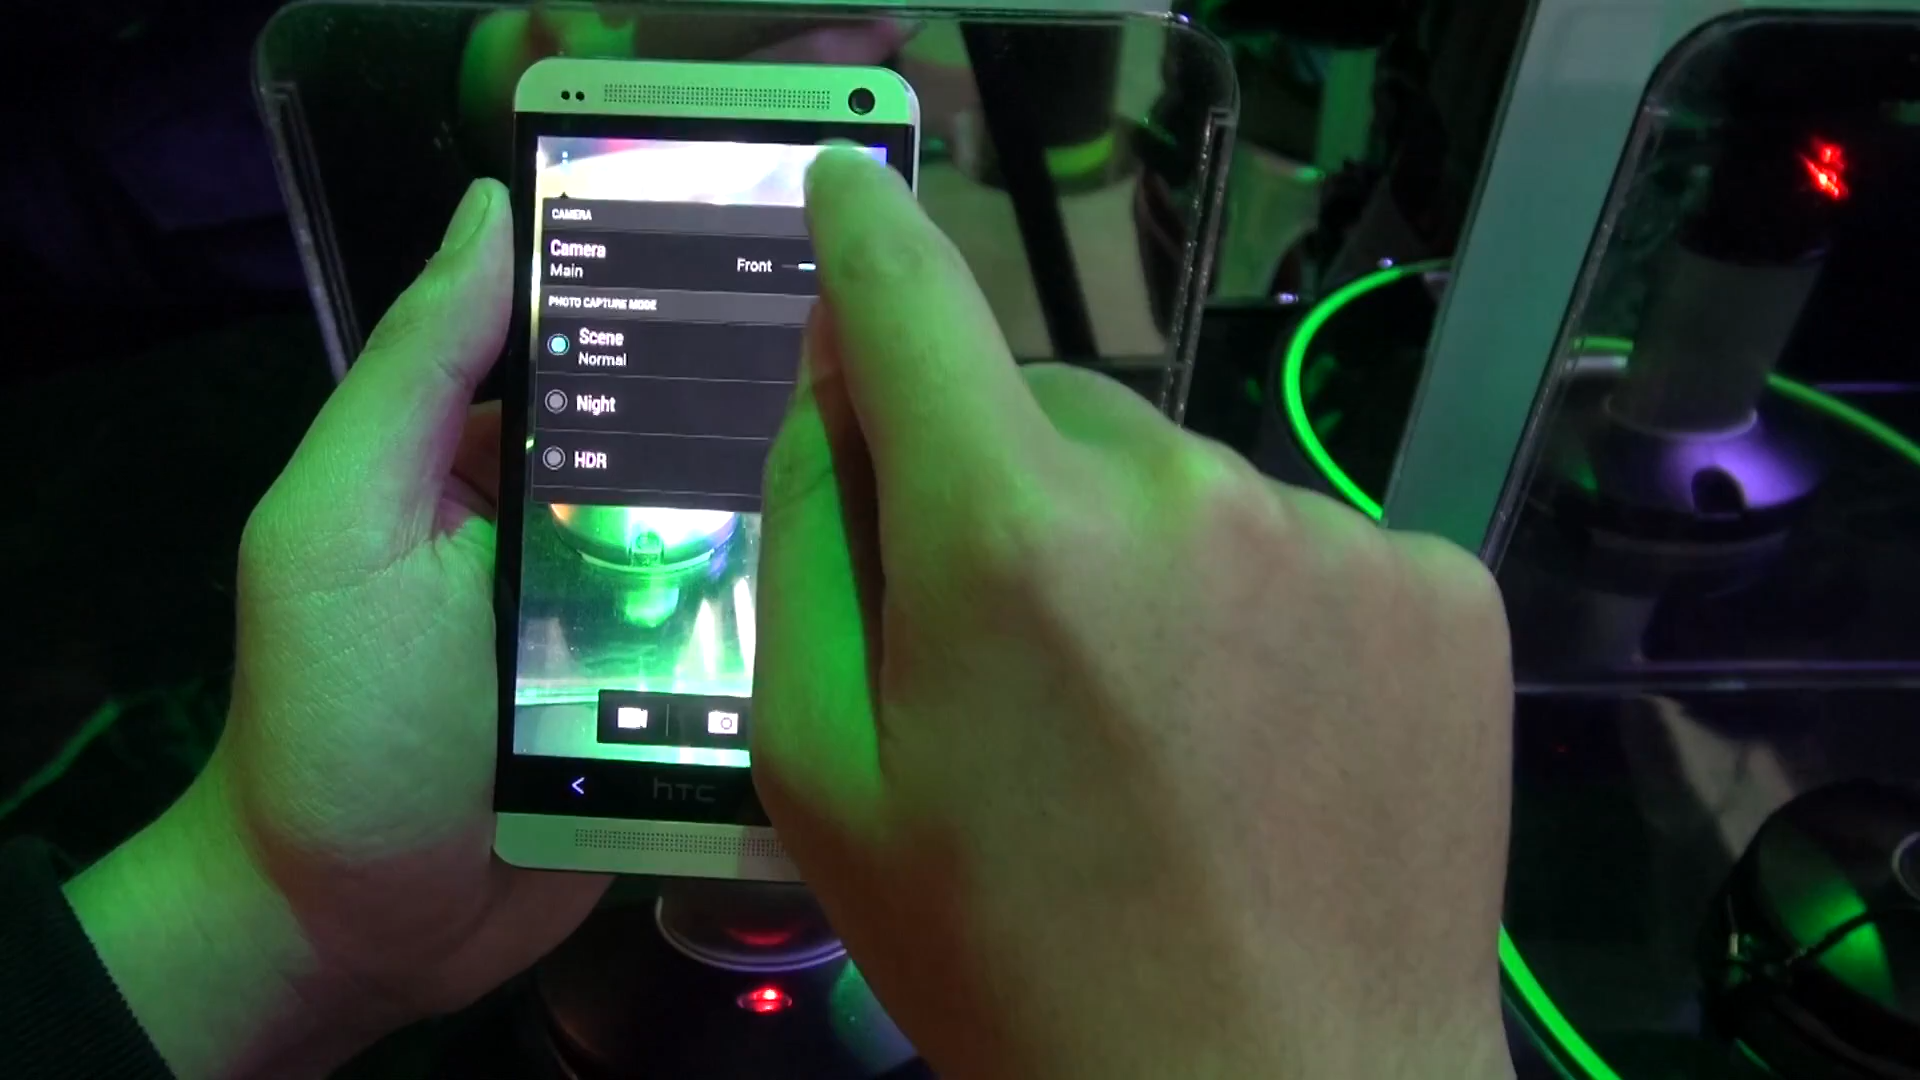 CAMERA
Camera
Main
Front
PHOTO CAPTURE MODE
Scene
Normal
Night
HDR
hTC